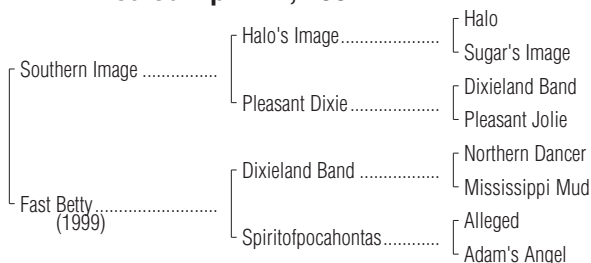 Halo
Halo's Image....................
Sugar's Image
Southern Image ...............
Dixieland Band
Pleasant Dixie ..................
Pleasant Jolie
Northern Dancer
Dixieland Band ................
Mississippi Mud
Fast Betty.......................
(1999)
Alleged
Spiritofpocahontas...........
Adam's Angel